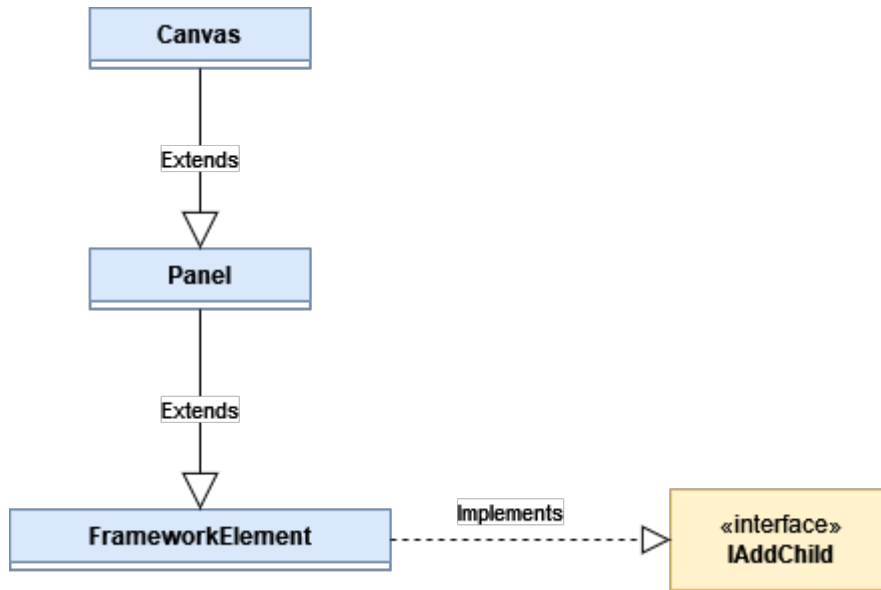 Canvas
Extends
Panel
Extends
FrameworkElement
Implements
«interface»
IAddChild